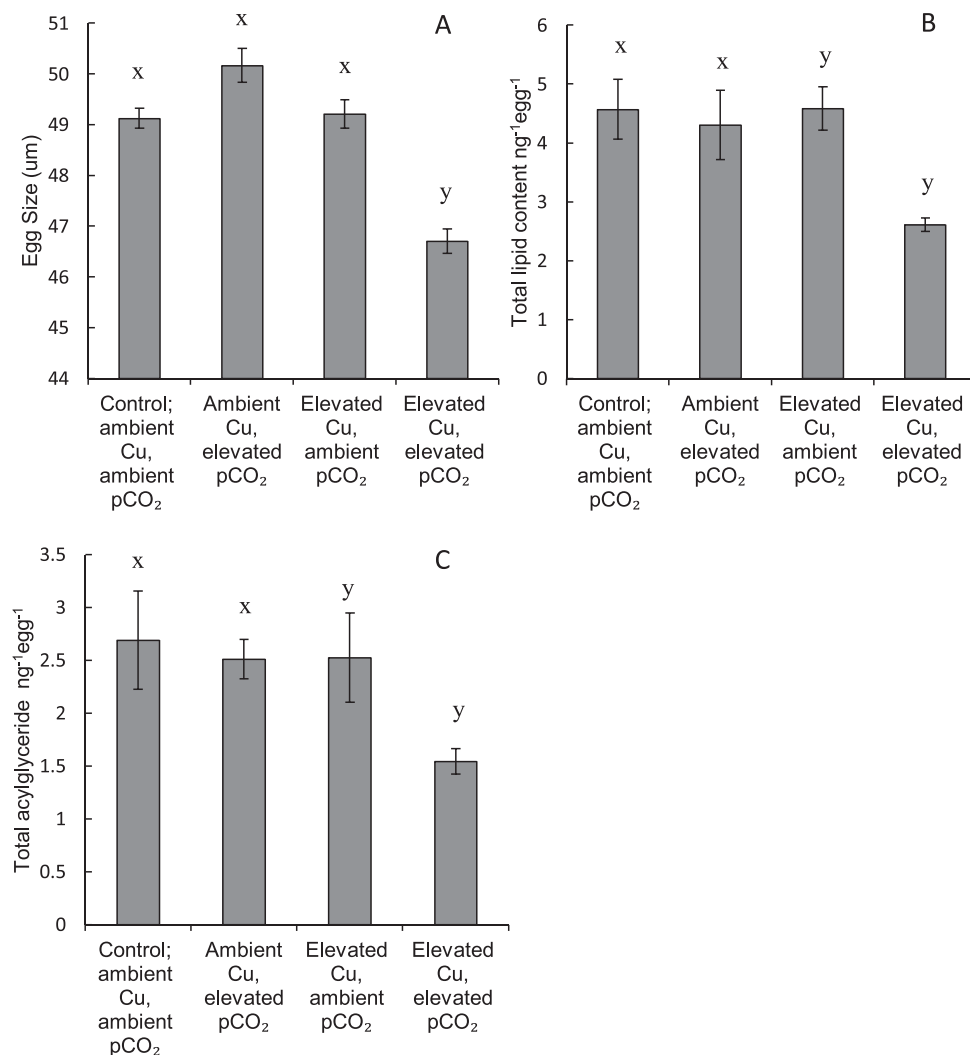 A
51
50
49
48
47
46
45
44
Egg Size (um)
x
x
x
y
Control;
ambient
Cu,
ambient
pCO₂
Ambient
Cu,
elevated
pCO₂
Elevated
Cu,
ambient
pCO₂
Elevated
Cu,
elevated
pCO₂
B
6
5
4
3
2
1
0
Total lipid content ng⁻¹egg⁻¹
x
x
y
y
Control;
ambient
Cu,
ambient
pCO₂
Ambient
Cu,
elevated
pCO₂
Elevated
Cu,
ambient
pCO₂
Elevated
Cu,
elevated
pCO₂
C
3.5
3
2.5
2
1.5
1
0.5
0
Total acylglyceride ng⁻¹egg⁻¹
x
x
y
y
Control;
ambient
Cu,
ambient
pCO₂
Ambient
Cu,
elevated
pCO₂
Elevated
Cu,
ambient
pCO₂
Elevated
Cu,
elevated
pCO₂